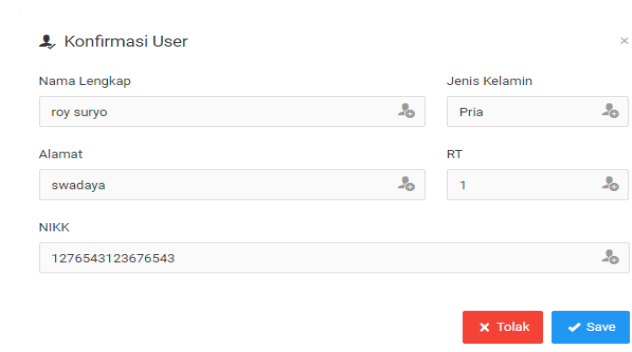 Konfirmasi User ×
Nama Lengkap Jenis Kelamin
roy suryo Pria
Alamat RT
swadaya 1
NIKK
1276543123676543
Tolak Save